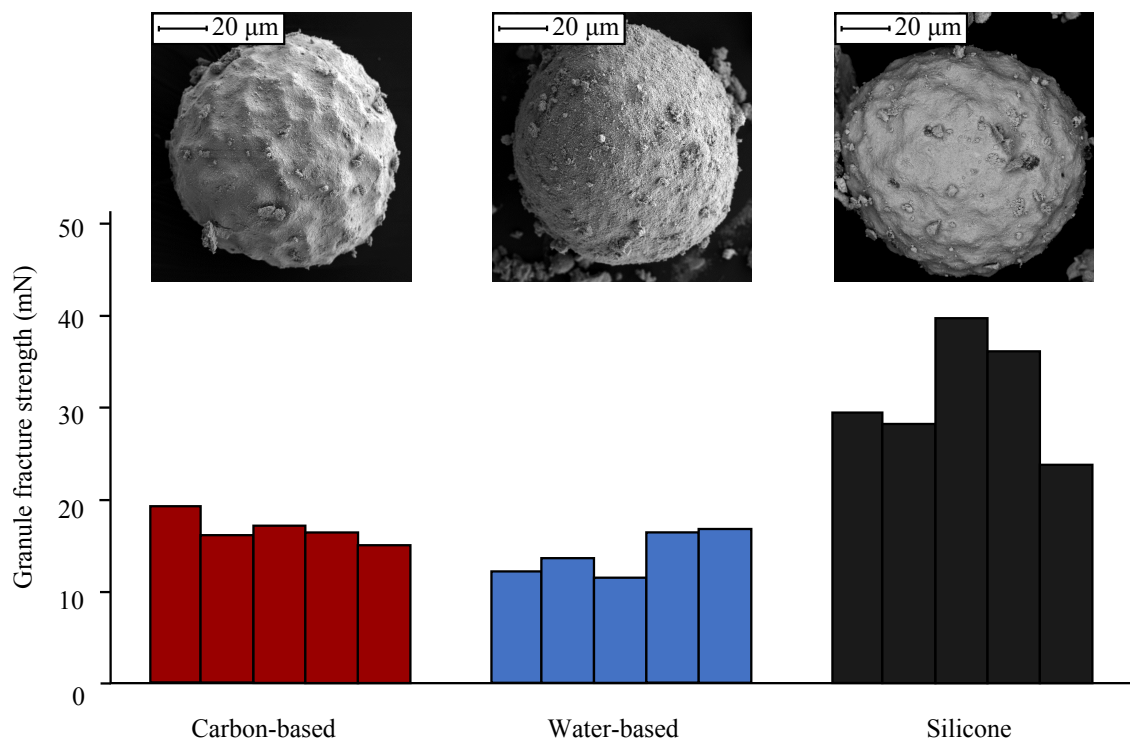 20 μm
20 μm
20 μm
Granule fracture strength (mN)
50
40
30
20
10
0
Carbon-based
Water-based
Silicone